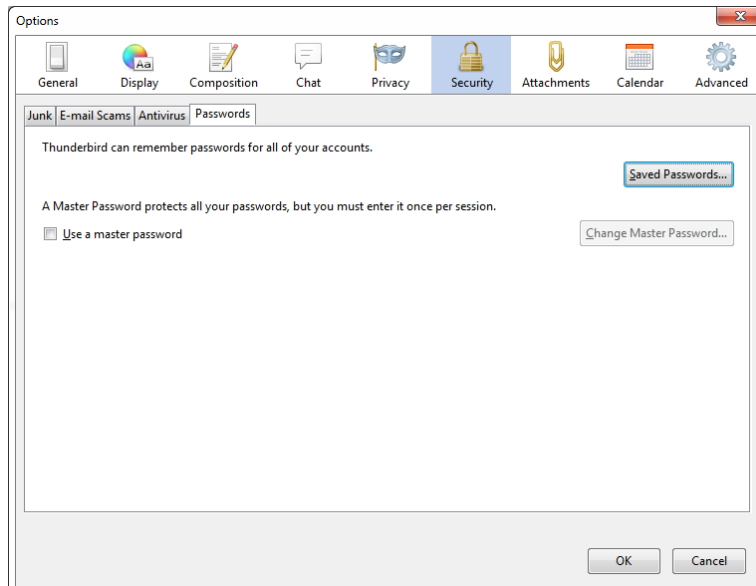 Options
General Display Composition Chat Privacy Security Attachments Calendar Advanced
Junk E-mail Scams Antivirus Passwords
Thunderbird can remember passwords for all of your accounts.
Saved Passwords...
A Master Password protects all your passwords, but you must enter it once per session.
Use a master password Change Master Password...
OK Cancel